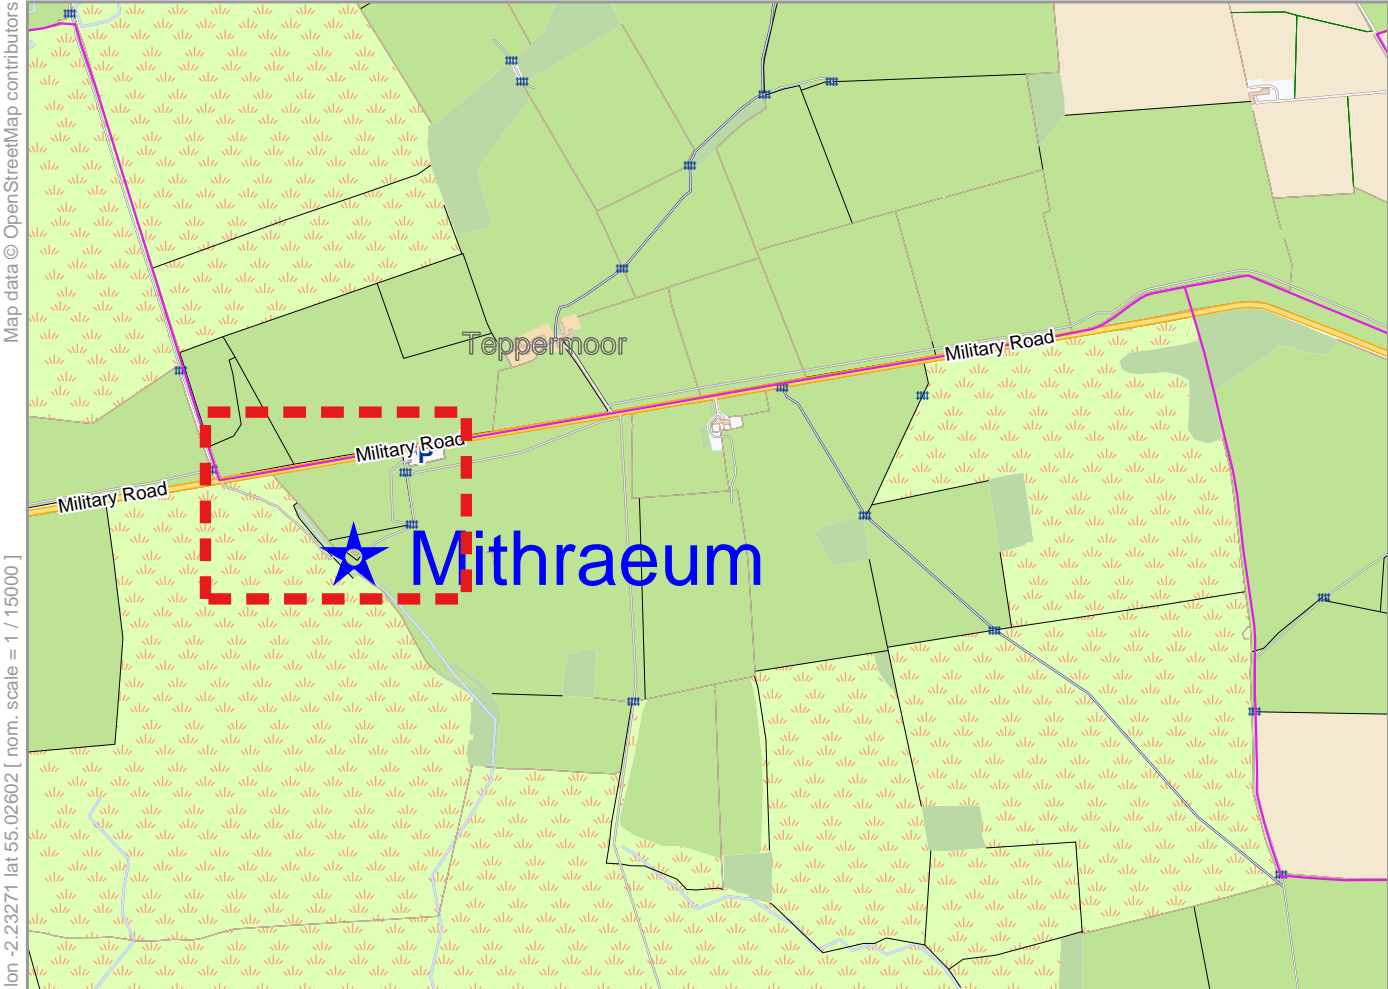 Map data © OpenStreetMap contributors
Teppermoor
Military Road
Military Road
P
Military Road
Mithraeum
lon -2.23271 lat 55.02602 [ nom. scale = 1 / 15000 ]